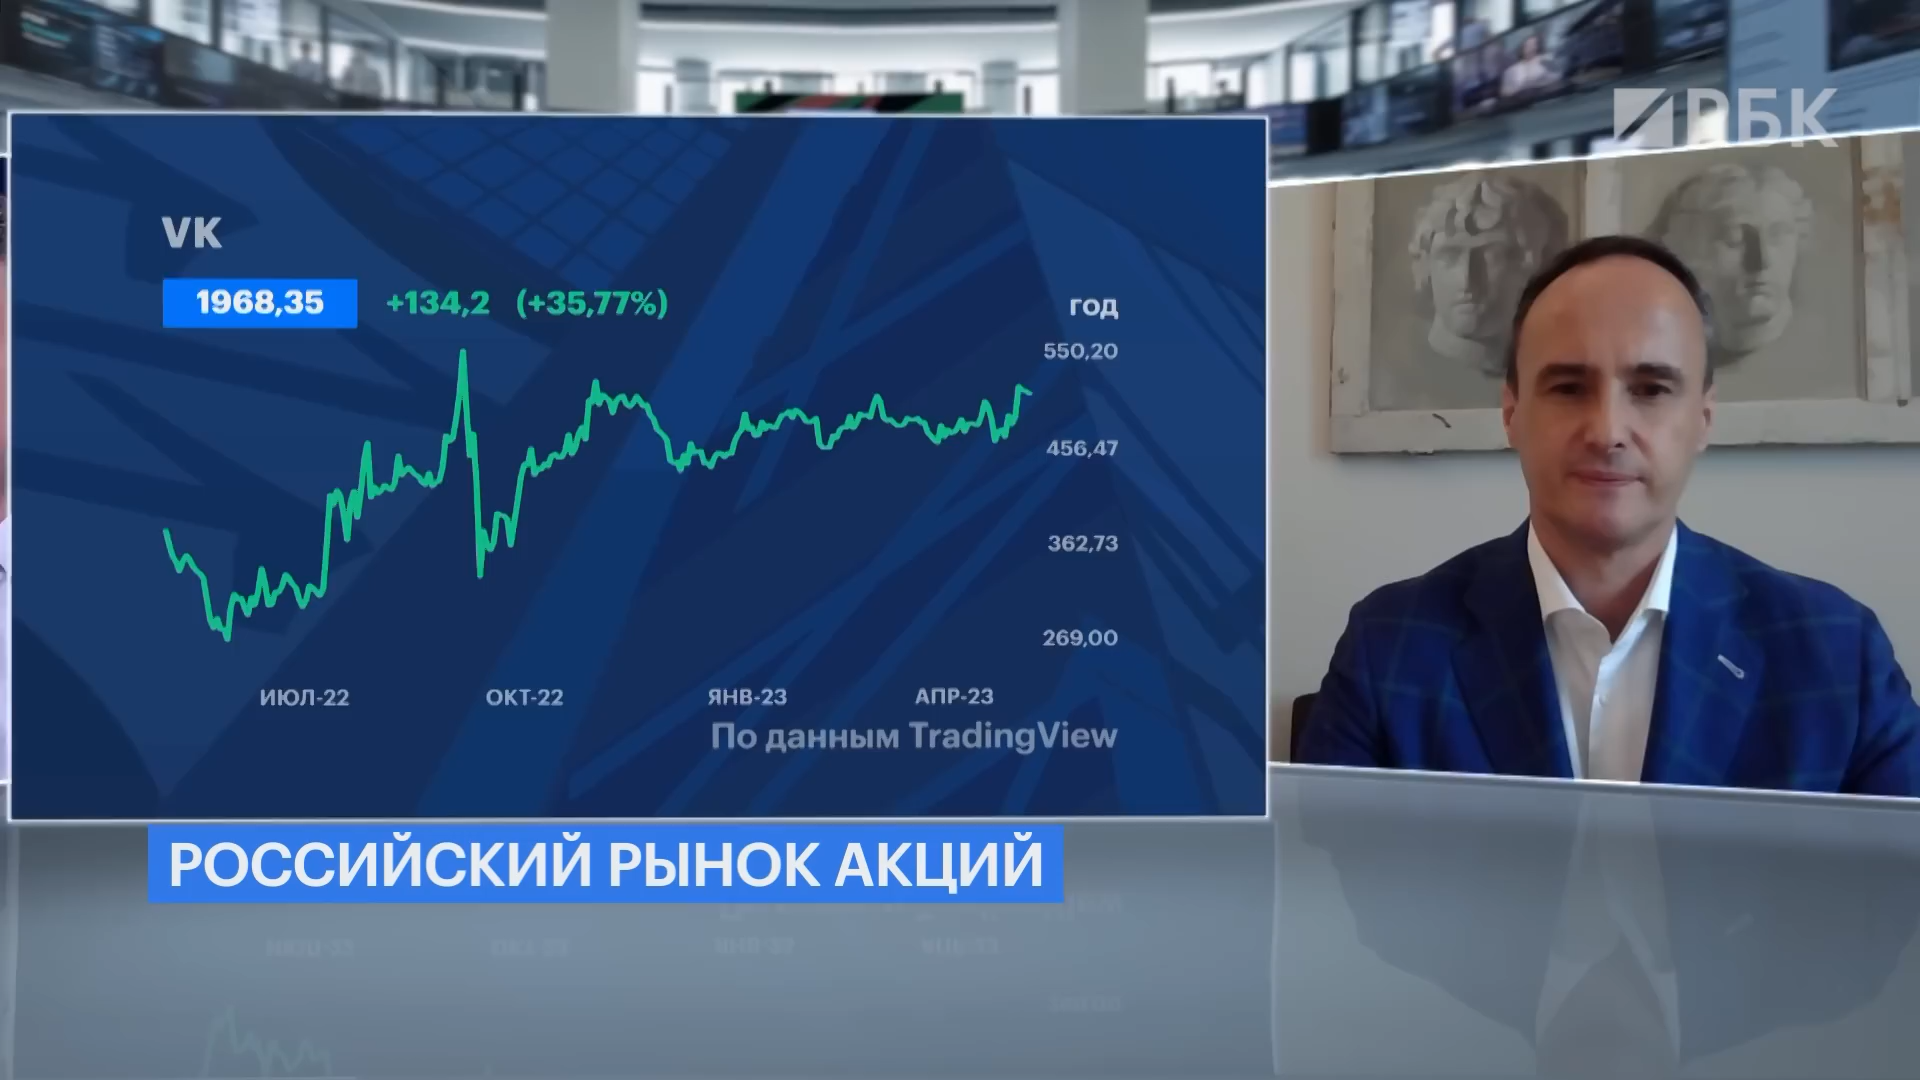 РБК
VK
1968,35 +134,2 (+35,77%)
ГОД
550,20
456,47
362,73
269,00
ИЮЛ-22 ОКТ-22 ЯНВ-23 АПР-23
По данным TradingView
РОССИЙСКИЙ РЫНОК АКЦИЙ